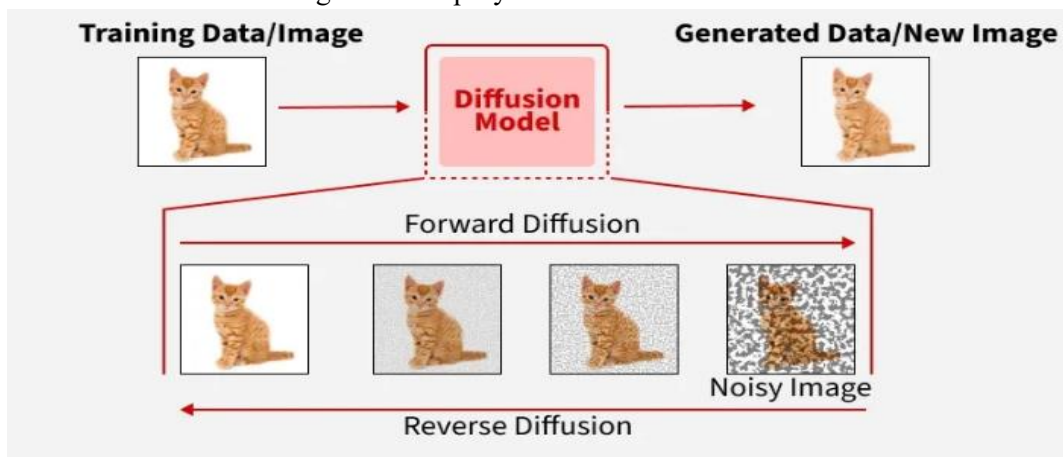 Training Data/Image
Generated Data/New Image
Diffusion
Model
Forward Diffusion
Noisy Image
Reverse Diffusion